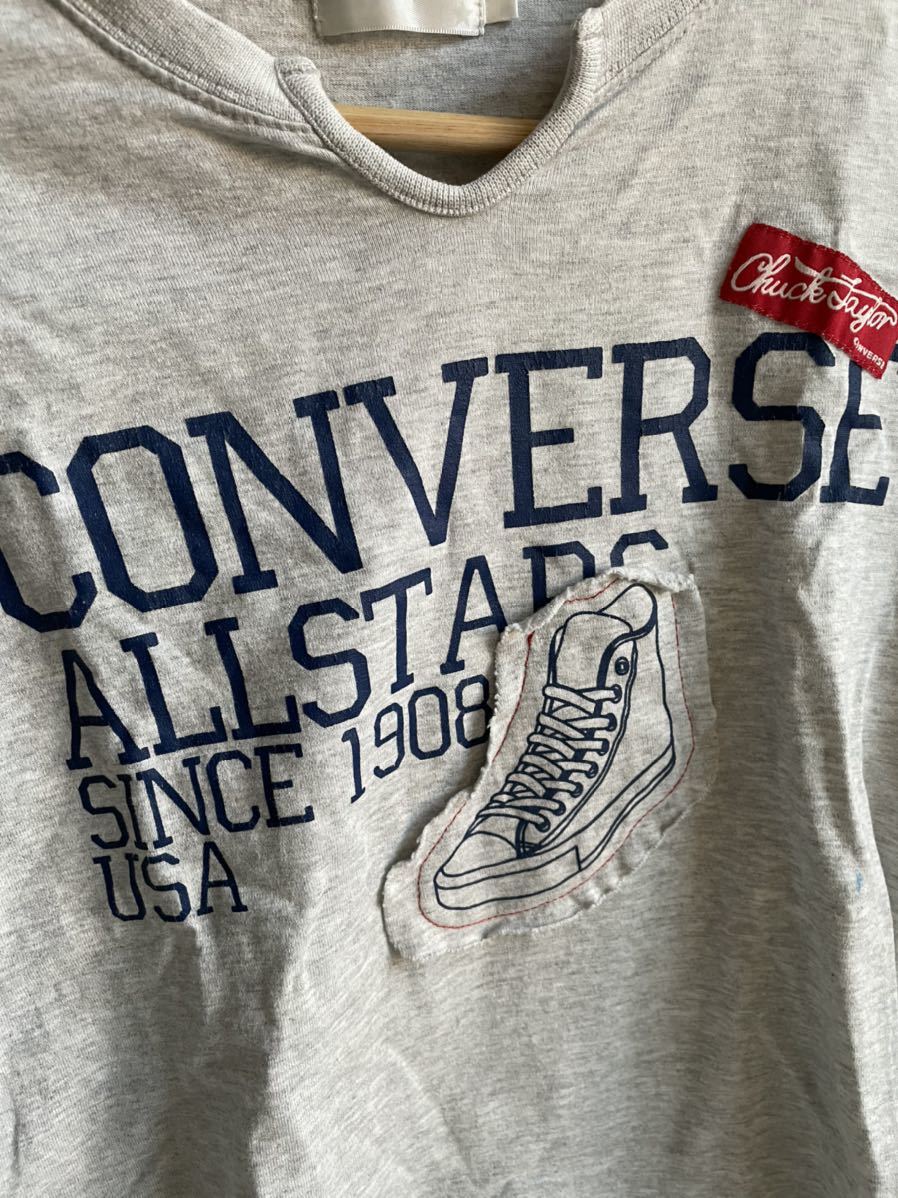 Chuck Taylor
CONVERSE
CONVERSE
ALLSTARS
SINCE 1908
USA